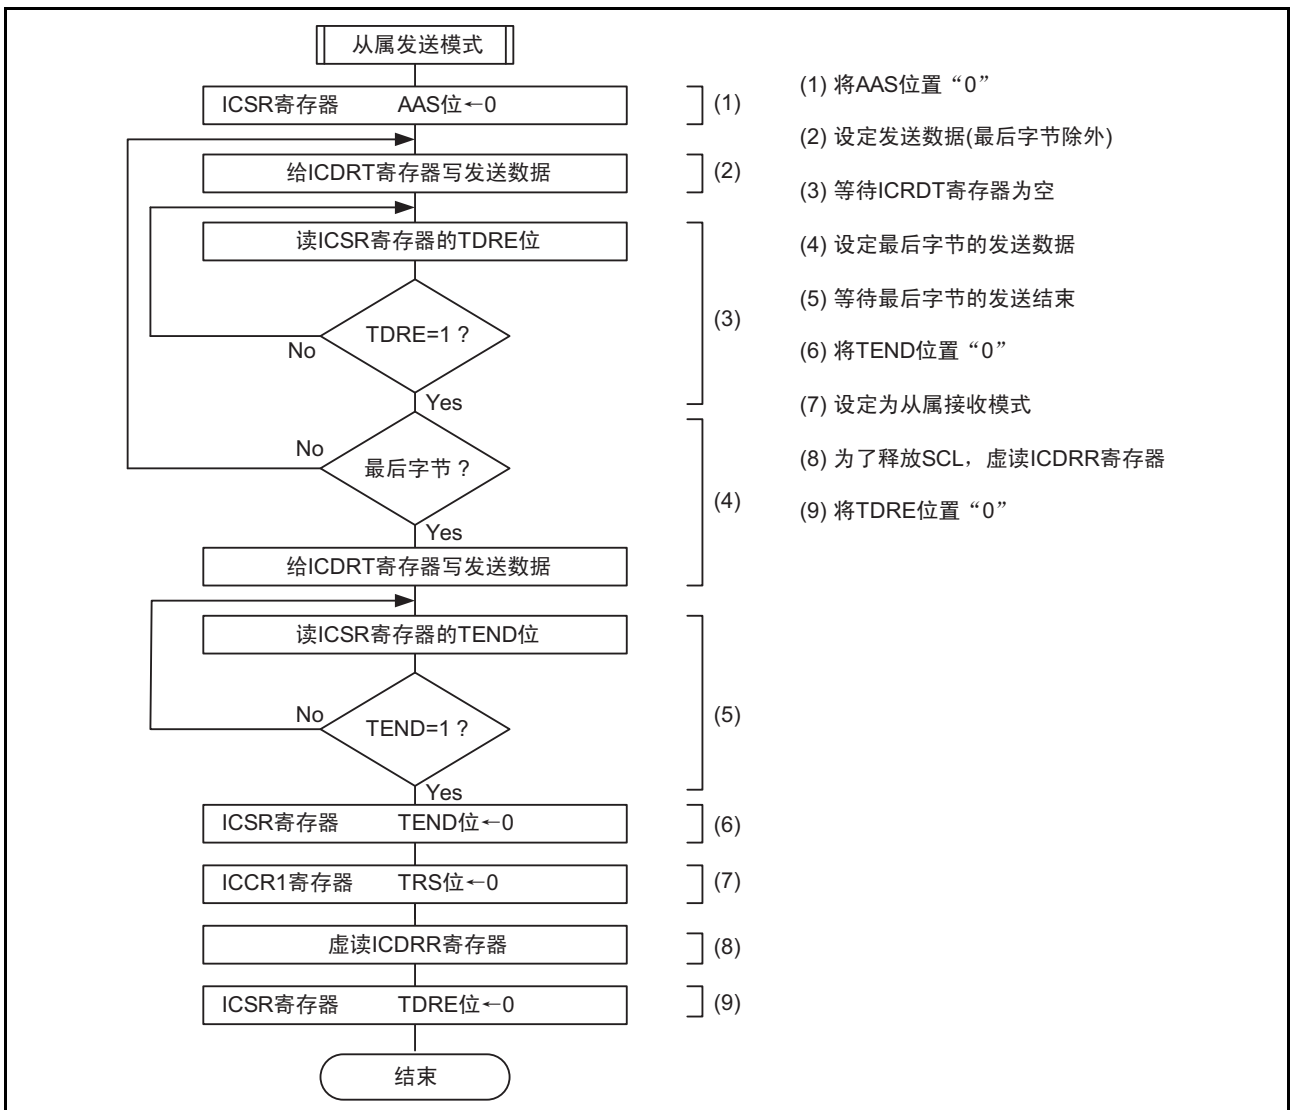 从属发送模式
ICSR寄存器 AAS位←0 (1)
给ICDRT寄存器写发送数据 (2)
读ICSR寄存器的TDRE位
TDRE=1 ? (3)
No
Yes
No
最后字节 ? (4)
Yes
给ICDRT寄存器写发送数据
读ICSR寄存器的TEND位
No
TEND=1 ? (5)
Yes
ICSR寄存器 TEND位←0 (6)
ICCR1寄存器 TRS位←0 (7)
虚读ICDRR寄存器 (8)
ICSR寄存器 TDRE位←0 (9)
结束
(1) 将AAS位置“0”
(2) 设定发送数据(最后字节除外)
(3) 等待ICRDT寄存器为空
(4) 设定最后字节的发送数据
(5) 等待最后字节的发送结束
(6) 将TEND位置“0”
(7) 设定为从属接收模式
(8) 为了释放SCL，虚读ICDRR寄存器
(9) 将TDRE位置“0”